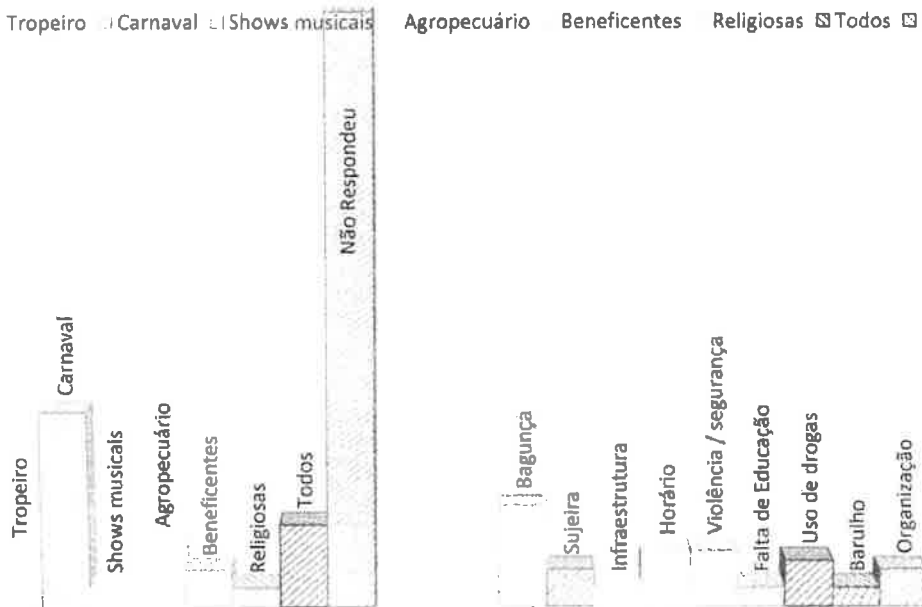 Tropeiro Carnaval Shows musicais Agropecuário Beneficentes Religiosas Todos
Tropeiro
Carnaval
Shows musicais
Agropecuário
Beneficentes
Religiosas
Todos
Não Respondeu
Bagunça
Sujeira
Infraestrutura
Horário
Violência / segurança
Falta de Educação
Uso de drogas
Barulho
Organização